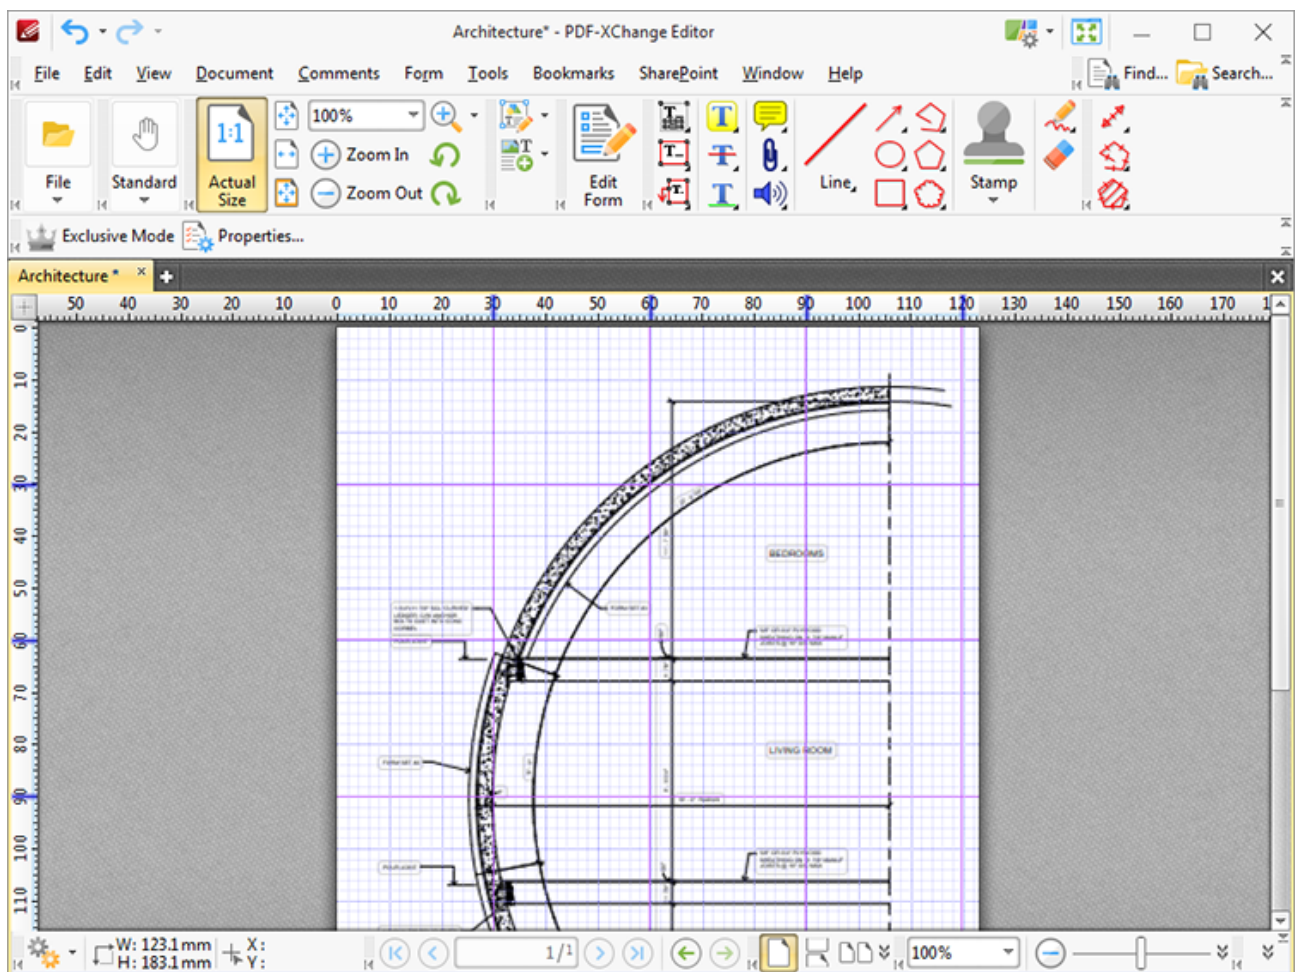 Architecture* - PDF-XChange Editor
File Edit View Document Comments Form Tools Bookmarks SharePoint Window Help Find... Search...
100%
1:1 Zoom In
File Standard Actual Size Zoom Out Edit Form Line Stamp
Exclusive Mode Properties...
Architecture *
50 40 30 20 10 0 10 20 30 40 50 60 70 80 90 100 110 120 130 140 150 160 170
0
10
20
30
40
50
60
70
80
90
100
110
BEDROOMS
LIVING ROOM
W: 123.1 mm X:
H: 183.1 mm Y:
1/1
100%